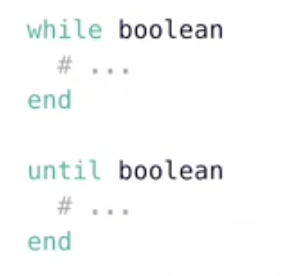 while boolean
  # ...
end

until boolean
  # ...
end